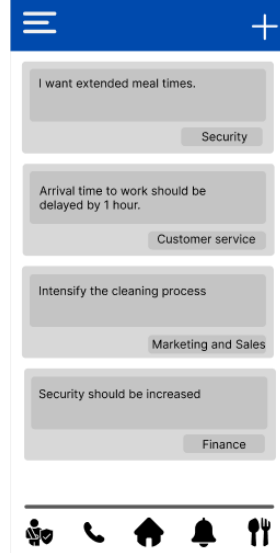 I want extended meal times.
Security
Arrival time to work should be
delayed by 1 hour.
Customer service
Intensify the cleaning process
Marketing and Sales
Security should be increased
Finance